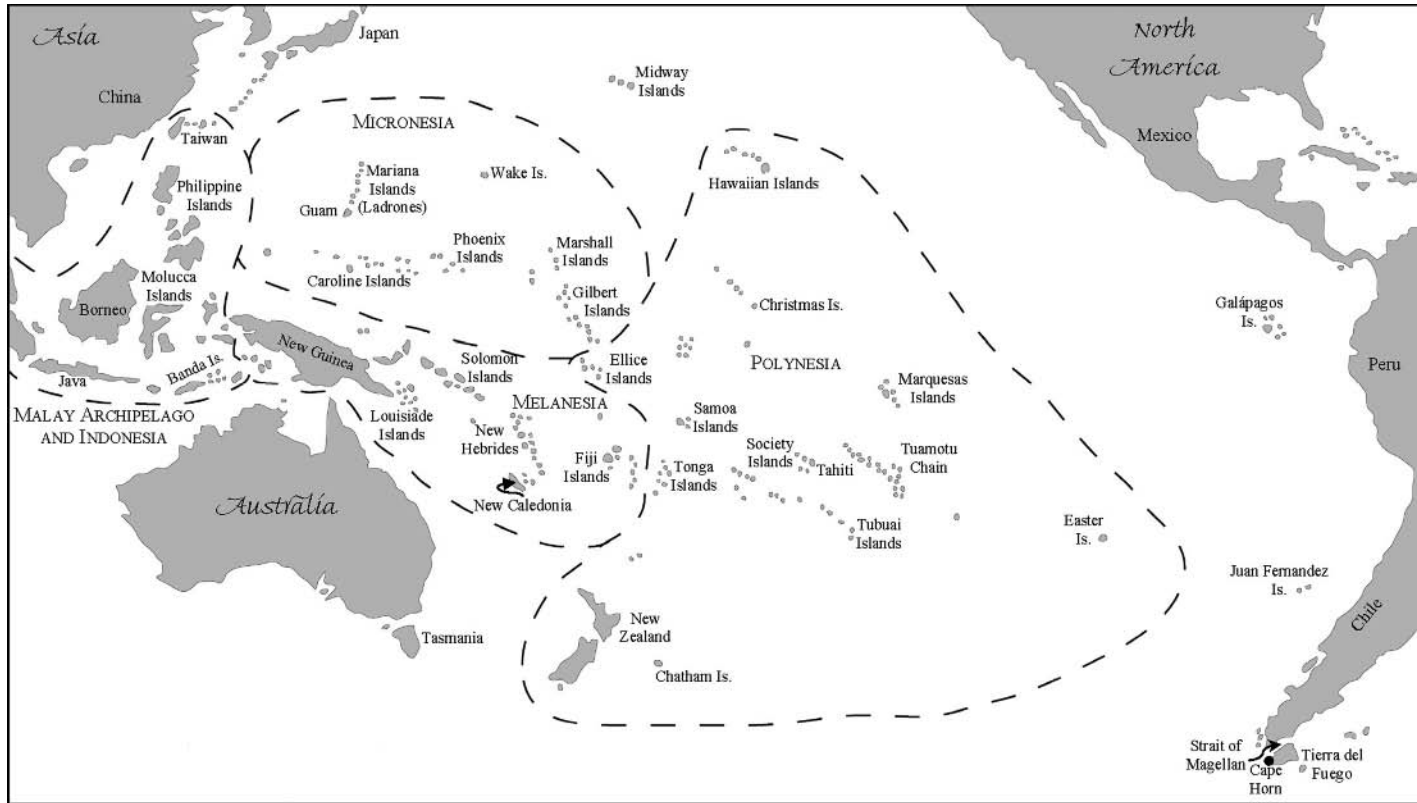 Asia
Japan
North
America
Midway
Islands
China
MICRONESIA
Taiwan
Mexico
Mariana
Islands
(Ladrones)
Wake Is.
Hawaiian Islands
Philippine
Islands
Guam
Phoenix
Islands
Marshall
Islands
Caroline Islands
Molucca
Islands
Gilbert
Islands
Christmas Is.
Galápagos
Is.
Borneo
New Guinea
Solomon
Islands
Ellice
Islands
POLYNESIA
Peru
Java
Banda Is.
Marquesas
Islands
MALAY ARCHIPELAGO
AND INDONESIA
Louisiade
Islands
MELANESIA
Samoa
Islands
New
Hebrides
Society
Islands
Tahiti
Tuamotu
Chain
Fiji
Islands
Tonga
Islands
Australia
New Caledonia
Tubuai
Islands
Easter
Is.
Juan Fernandez
Is.
Tasmania
New
Zealand
Chile
Chatham Is.
Strait of
Magellan
Cape
Horn
Tierra del
Fuego